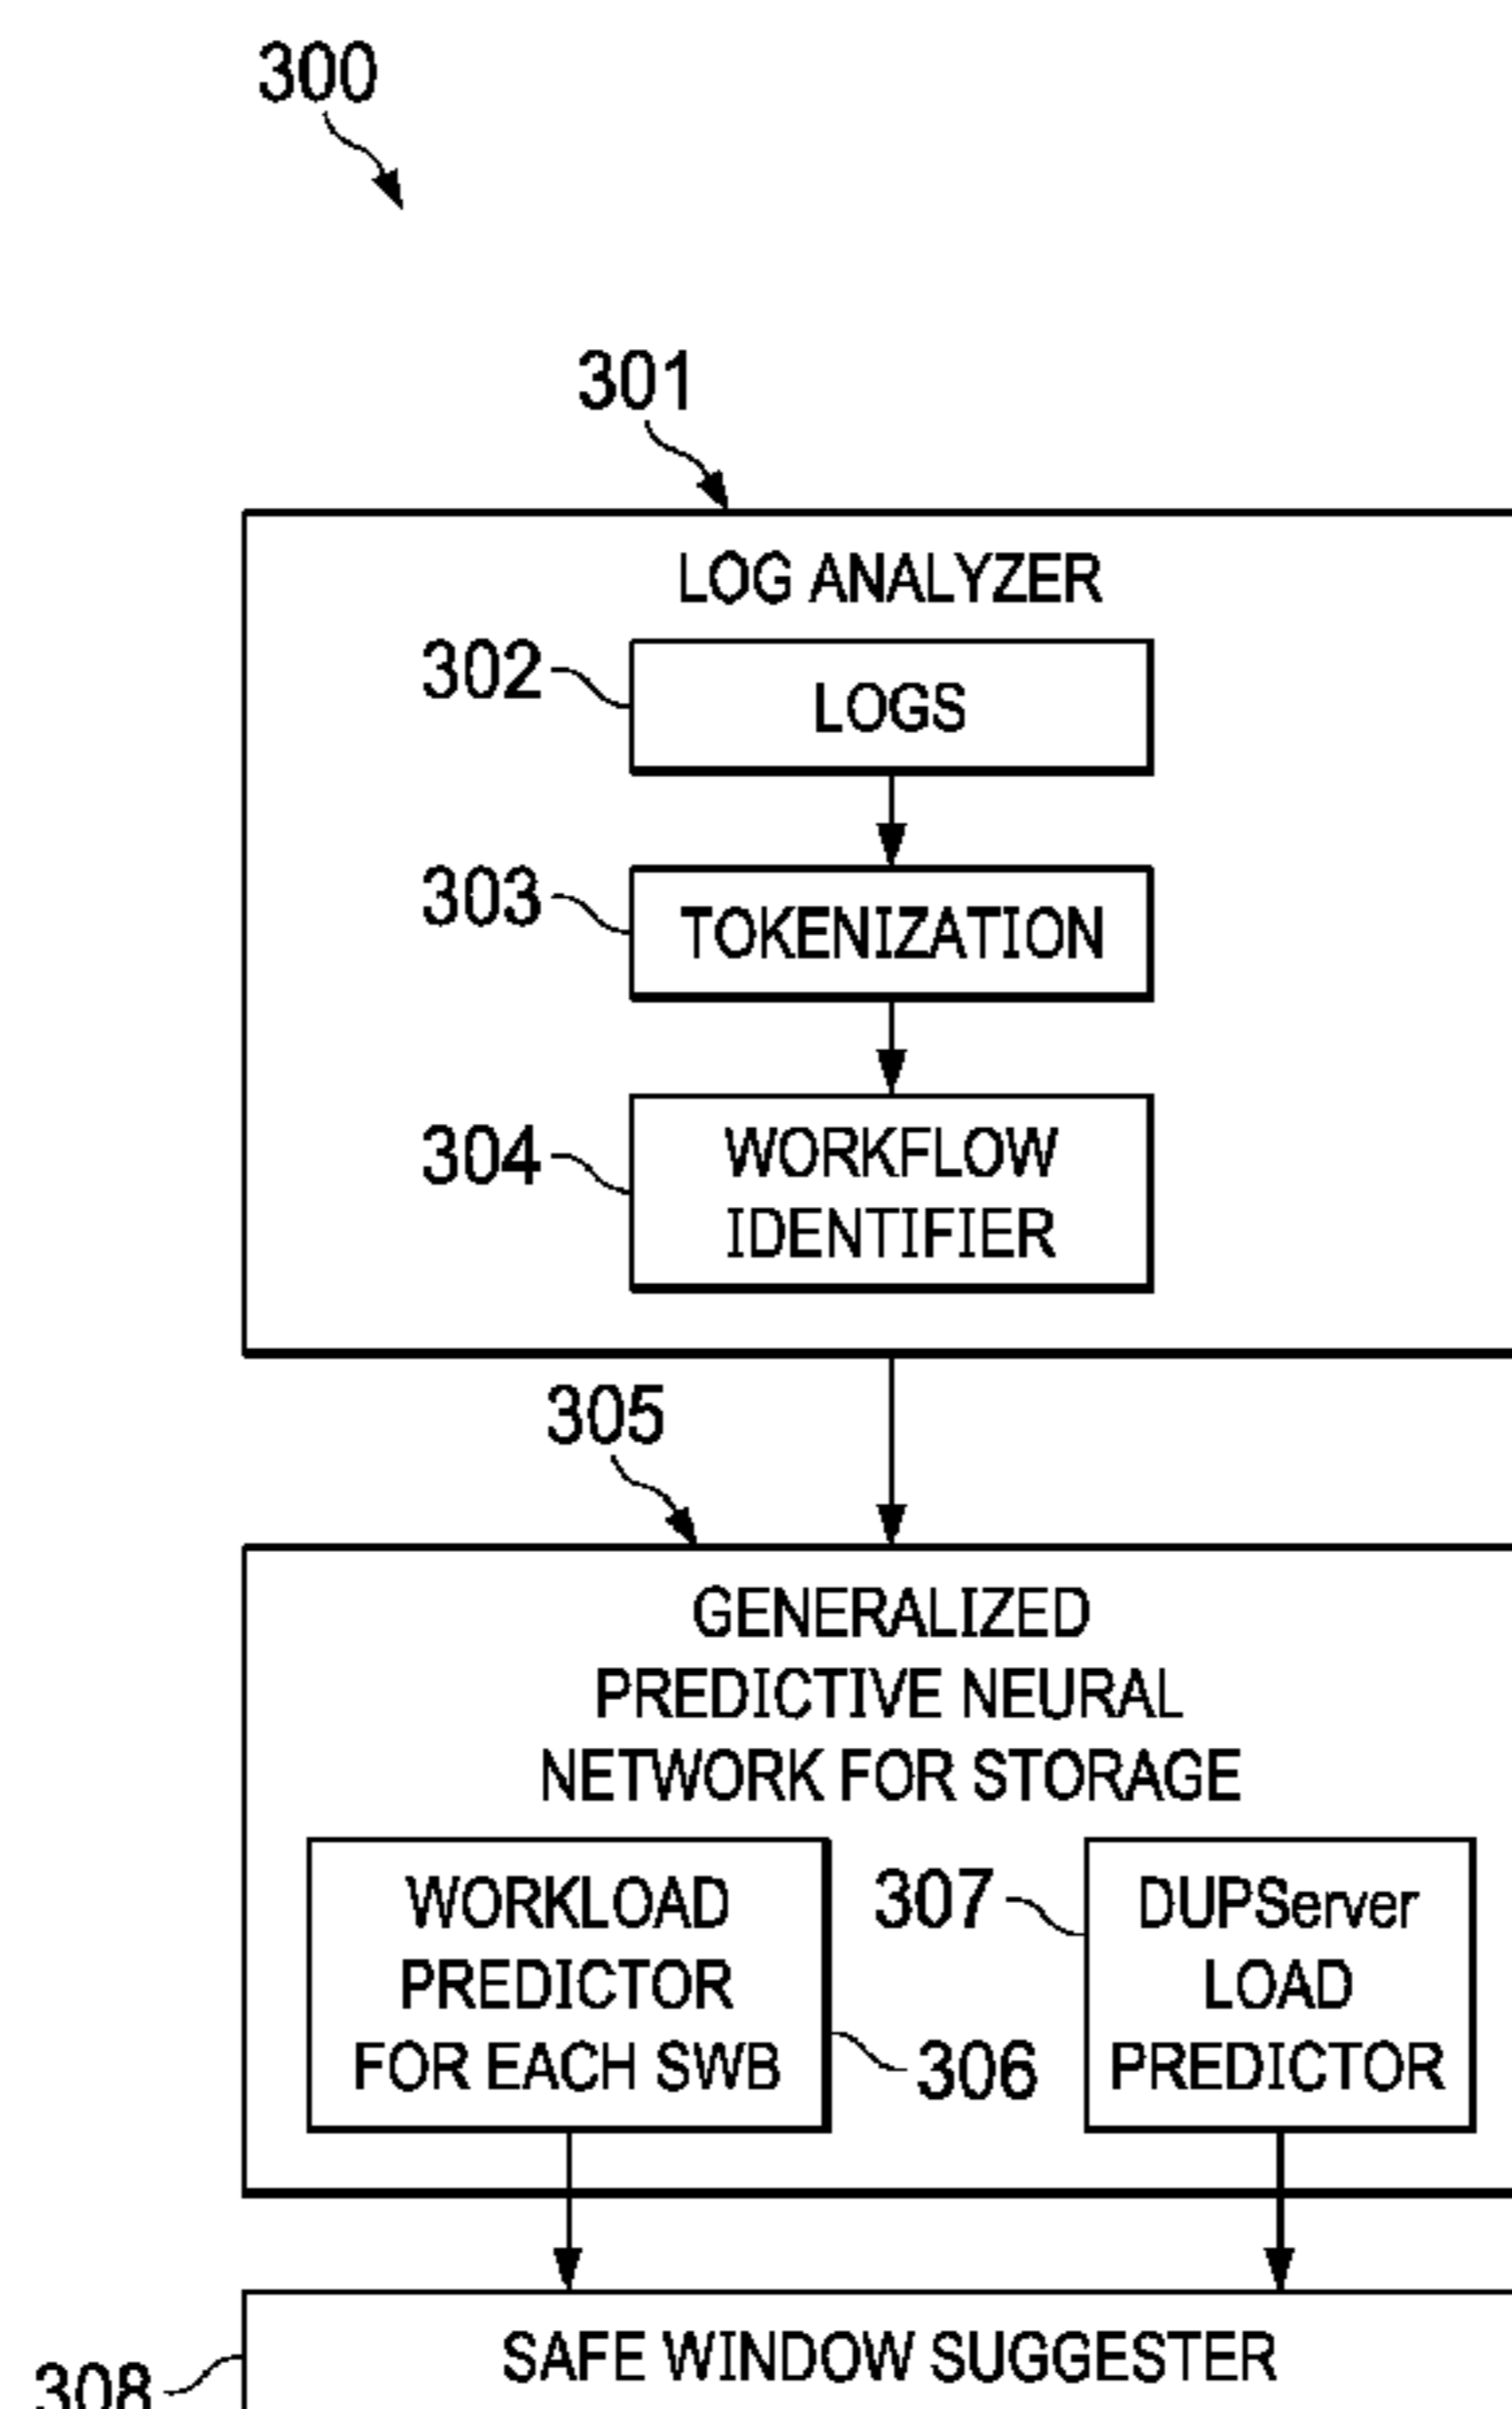 300
301
LOG ANALYZER
302
LOGS
303
TOKENIZATION
304
WORKFLOW
IDENTIFIER
305
GENERALIZED
PREDICTIVE NEURAL
NETWORK FOR STORAGE
WORKLOAD
PREDICTOR
FOR EACH SWB
306
307
DUPServer
LOAD
PREDICTOR
308
SAFE WINDOW SUGGESTER